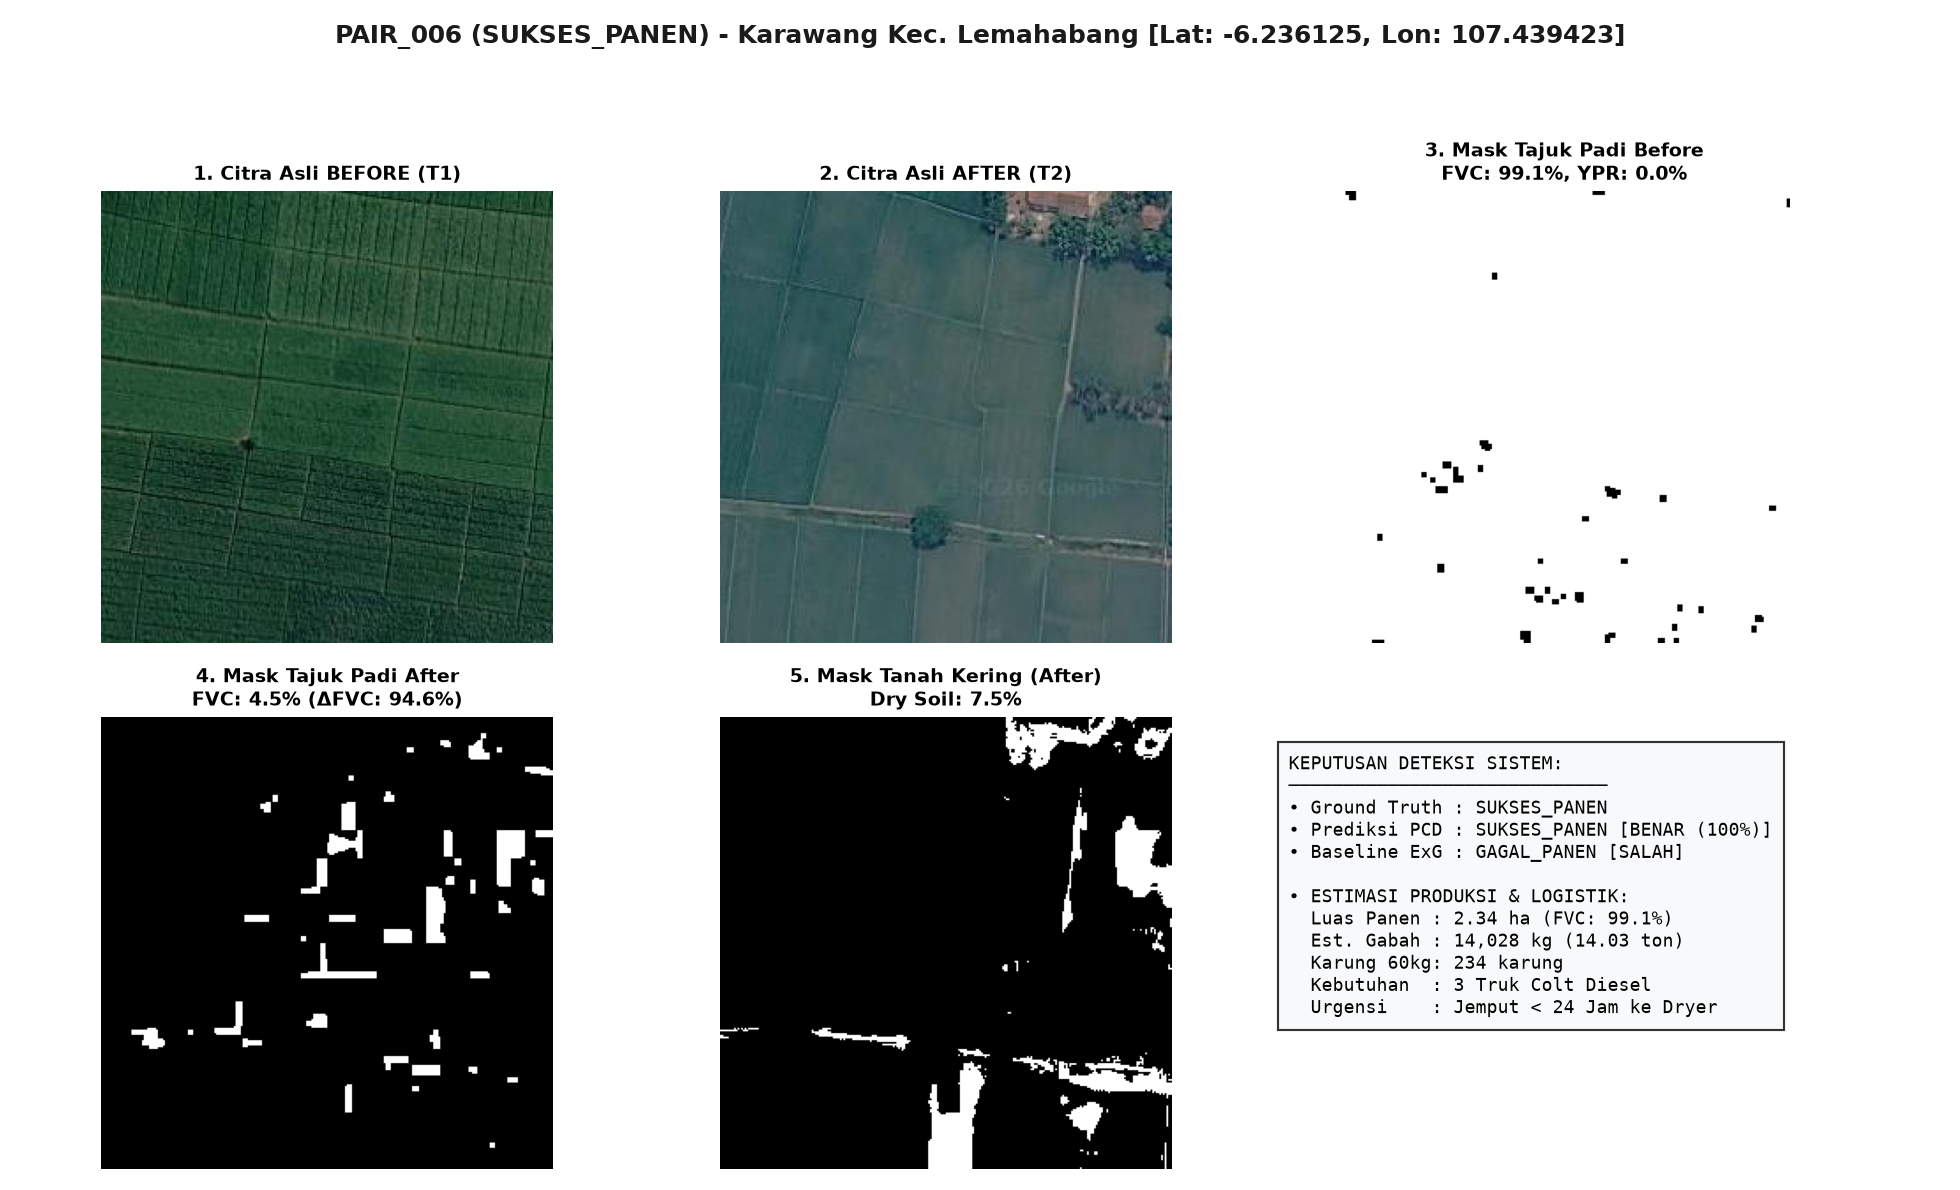 PAIR_006 (SUKSES_PANEN) - Karawang Kec. Lemahabang [Lat: -6.236125, Lon: 107.439423]
1. Citra Asli BEFORE (T1)
2. Citra Asli AFTER (T2)
3. Mask Tajuk Padi Before
FVC: 99.1%, YPR: 0.0%
2026 Google
4. Mask Tajuk Padi After
FVC: 4.5% (ΔFVC: 94.6%)
5. Mask Tanah Kering (After)
Dry Soil: 7.5%
KEPUTUSAN DETEKSI SISTEM:
• Ground Truth : SUKSES_PANEN
• Prediksi PCD : SUKSES_PANEN [BENAR (100%)]
• Baseline ExG : GAGAL_PANEN [SALAH]
• ESTIMASI PRODUKSI & LOGISTIK:
Luas Panen : 2.34 ha (FVC: 99.1%)
Est. Gabah : 14,028 kg (14.03 ton)
Karung 60kg: 234 karung
Kebutuhan  : 3 Truk Colt Diesel
Urgensi    : Jemput < 24 Jam ke Dryer